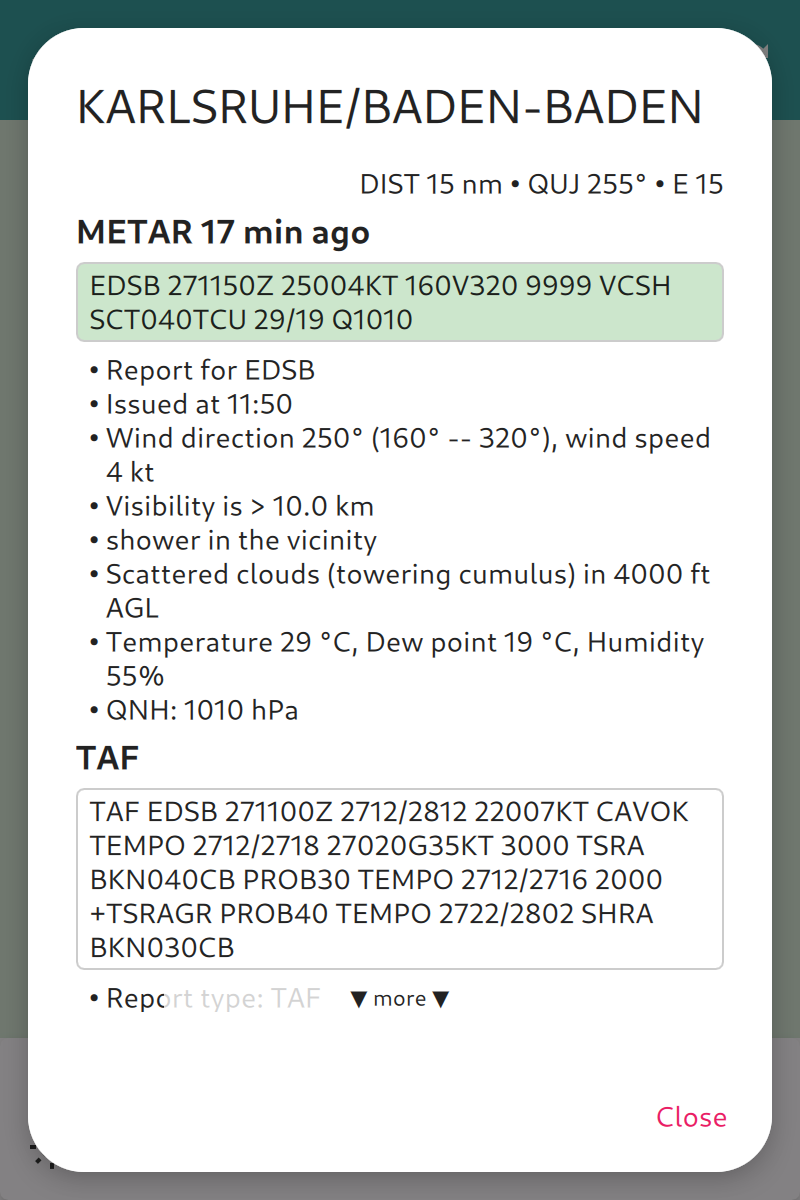 KARLSRUHE/BADEN-BADEN
DIST 15 nm • QUJ 255° • E 15
METAR 17 min ago
EDSB 271150Z 25004KT 160V320 9999 VCSH
SCT040TCU 29/19 Q1010
• Report for EDSB
• Issued at 11:50
• Wind direction 250° (160° -- 320°), wind speed
4 kt
• Visibility is > 10.0 km
• shower in the vicinity
• Scattered clouds (towering cumulus) in 4000 ft
AGL
• Temperature 29 °C, Dew point 19 °C, Humidity
55%
• QNH: 1010 hPa
TAF
TAF EDSB 271100Z 2712/2812 22007KT CAVOK
TEMPO 2712/2718 27020G35KT 3000 TSRA
BKN040CB PROB30 TEMPO 2712/2716 2000
+TSRAGR PROB40 TEMPO 2722/2802 SHRA
BKN030CB
• Report type: TAF ▼ more ▼
Close